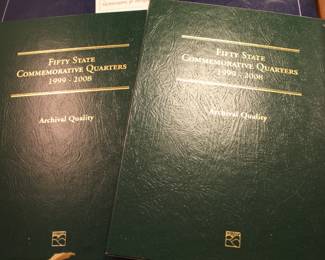 FIFTY STATE
COMMEMORATIVE QUARTERS
1999 - 2008
Archival Quality
FIFTY STATE
COMMEMORATIVE QUARTERS
1999 - 2008
Archival Quality